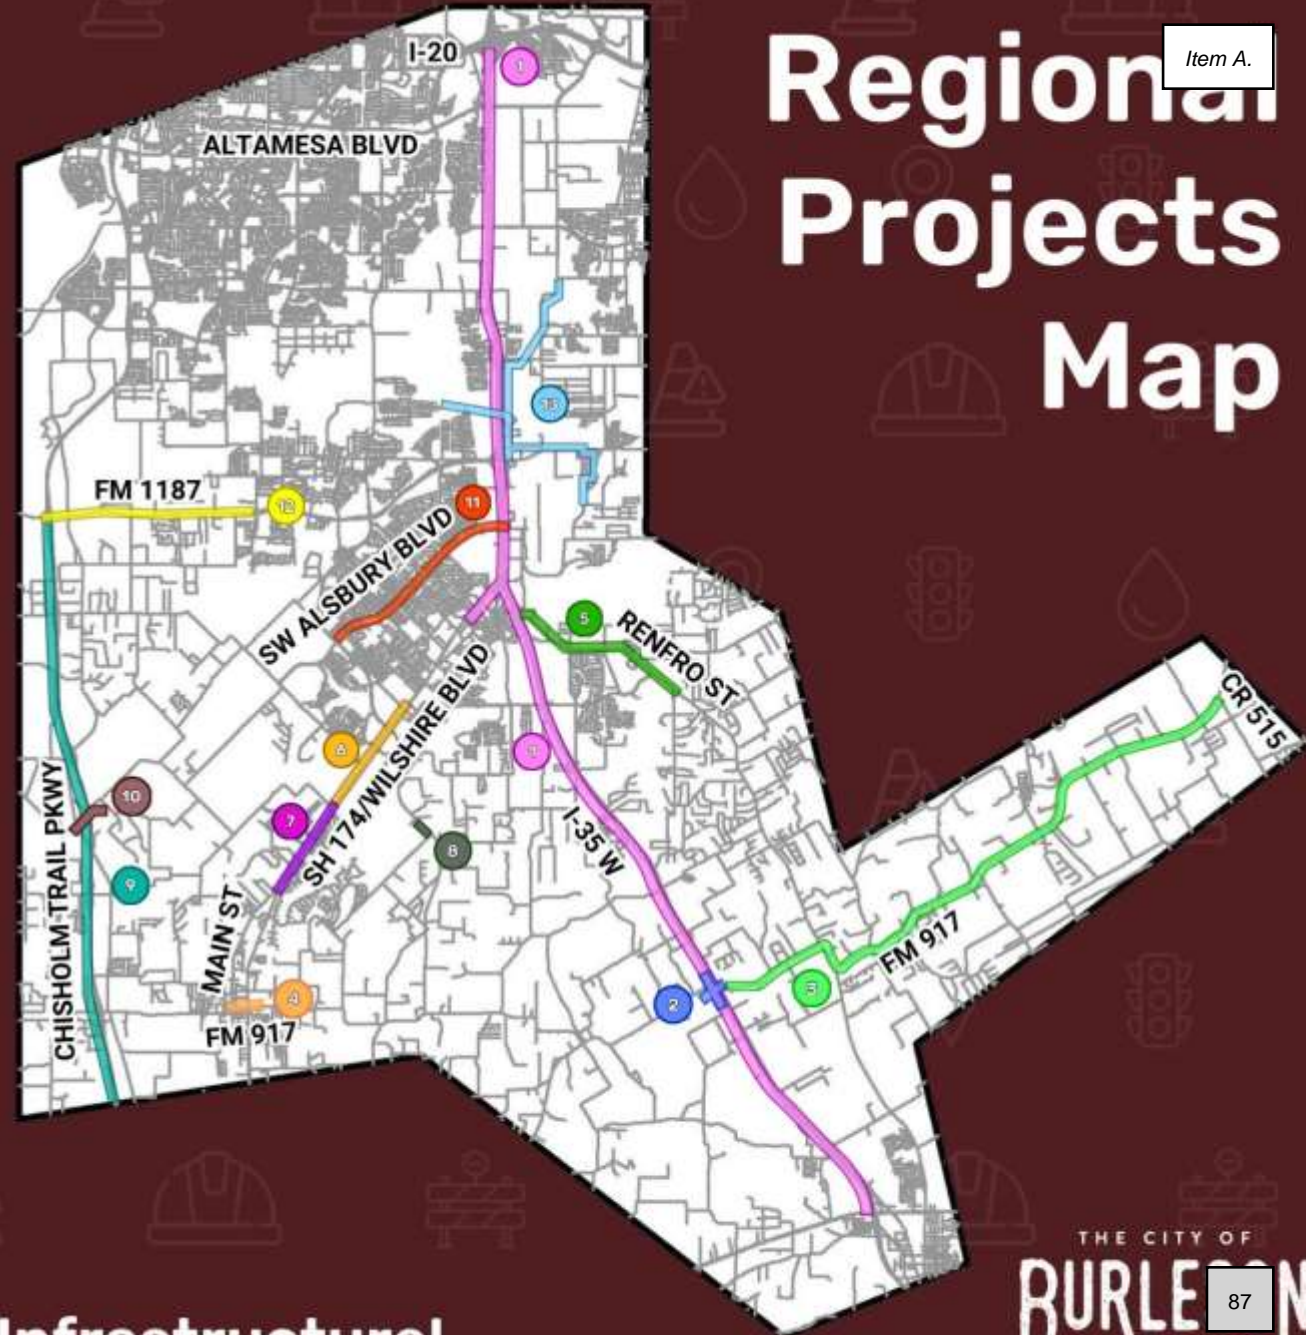 Regional
Projects
Map
Item A.
I-20
1
ALTAMESA BLVD
13
FM 1187
12
11
SW ALSBURY BLVD
5
RENFRO ST
SH 174/WILSHIRE BLVD
6
7
8
I-35 W
10
9
CHISHOLM TRAIL PKWY
MAIN ST
4
FM 917
2
3
FM 917
CR 515
THE CITY OF
87